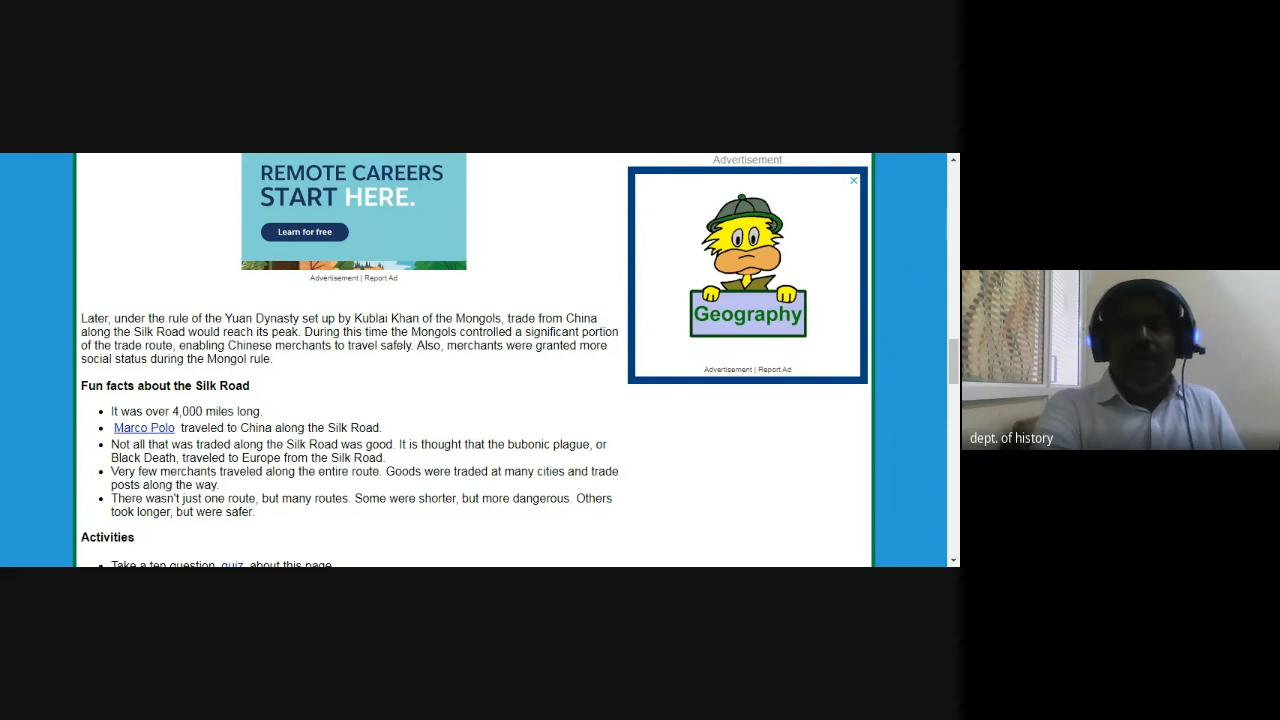 REMOTE CAREERS
START HERE.
Learn for free
Advertisement | Report Ad
Advertisement
Geography
Advertisement | Report Ad
Later, under the rule of the Yuan Dynasty set up by Kublai Khan of the Mongols, trade from China
along the Silk Road would reach its peak. During this time the Mongols controlled a significant portion
of the trade route, enabling Chinese merchants to travel safely. Also, merchants were granted more
social status during the Mongol rule.
Fun facts about the Silk Road
It was over 4,000 miles long.
Marco Polo traveled to China along the Silk Road.
Not all that was traded along the Silk Road was good. It is thought that the bubonic plague, or
Black Death, traveled to Europe from the Silk Road.
Very few merchants traveled along the entire route. Goods were traded at many cities and trade
posts along the way.
There wasn't just one route, but many routes. Some were shorter, but more dangerous. Others
took longer, but were safer.
Activities
Take a ten question quiz about this page.
dept. of history